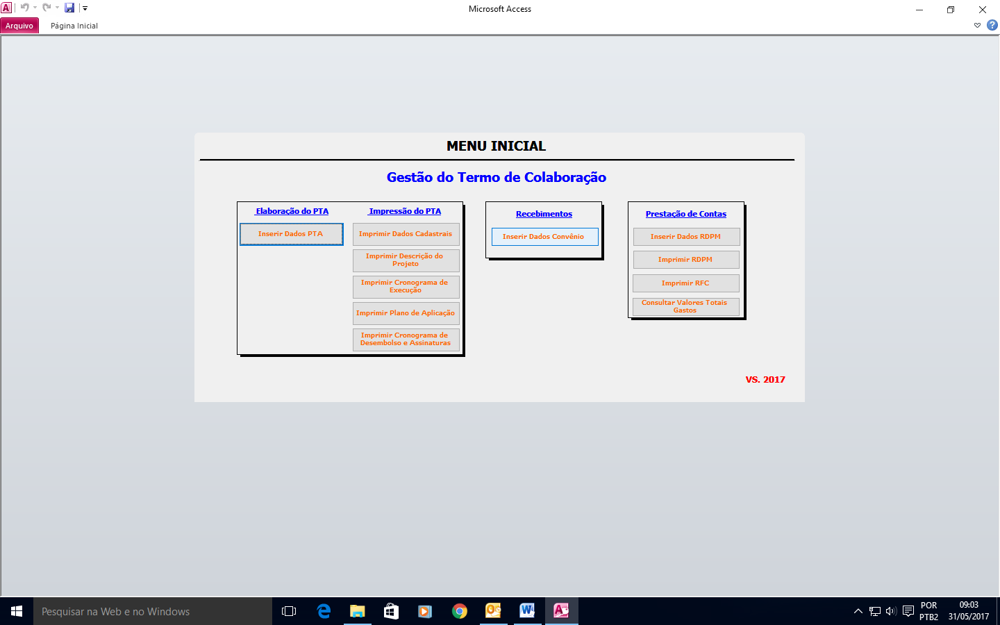 Microsoft Access
Arquivo
Página Inicial
MENU INICIAL
Gestão do Termo de Colaboração
Elaboração do PTA
Inserir Dados PTA
Impressão do PTA
Imprimir Dados Cadastrais
Imprimir Descrição do
Projeto
Imprimir Cronograma de
Execução
Imprimir Plano de Aplicação
Imprimir Cronograma de
Desembolso e Assinaturas
Recebimentos
Inserir Dados Convênio
Prestação de Contas
Inserir Dados RDPM
Imprimir RDPM
Imprimir RFC
Consultar Valores Totais
Gastos
VS. 2017
Pesquisar na Web e no Windows
POR
PTB2
09:03
31/05/2017